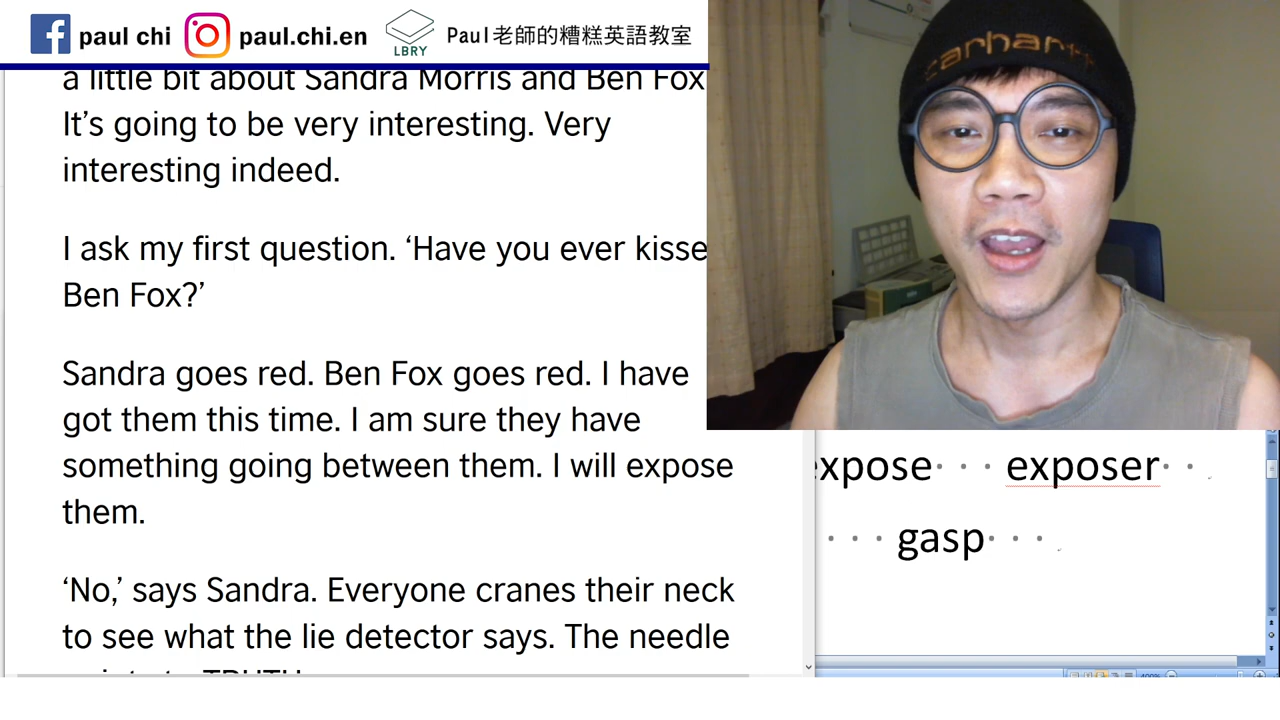 paul chi
paul.chi.en
LBRY
Paul老師的糟糕英語教室
carhartt
a little bit about Sandra Morris and Ben Fox
It’s going to be very interesting. Very
interesting indeed.
I ask my first question. ‘Have you ever kisse
Ben Fox?’
Sandra goes red. Ben Fox goes red. I have
got them this time. I am sure they have
something going between them. I will expose
them.
‘No,’ says Sandra. Everyone cranes their neck
to see what the lie detector says. The needle
TRUTH
expose exposer
gasp
400%